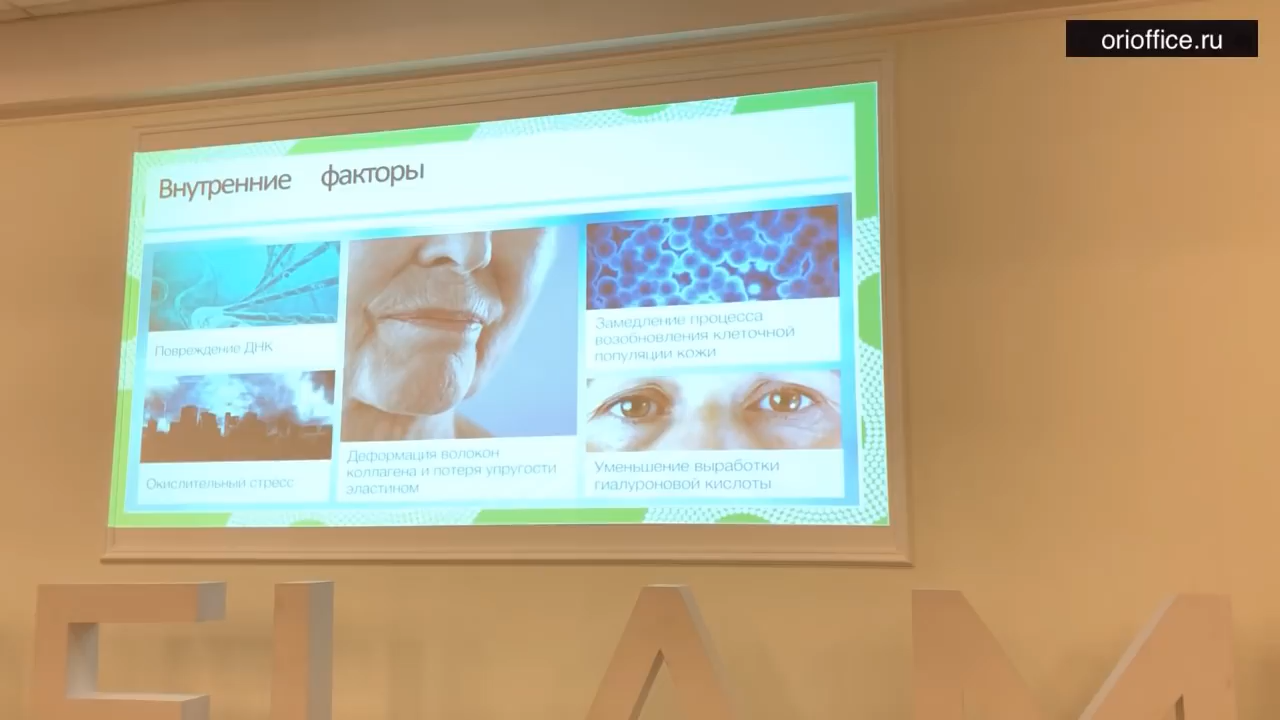 orioffice.ru
Внутренние факторы
Повреждение ДНК
Окислительный стресс
Деформация волокон
коллагена и потеря упругости
эластином
Замедление процесса
возобновления клеточной
популяции кожи
Уменьшение выработки
гиалуроновой кислоты